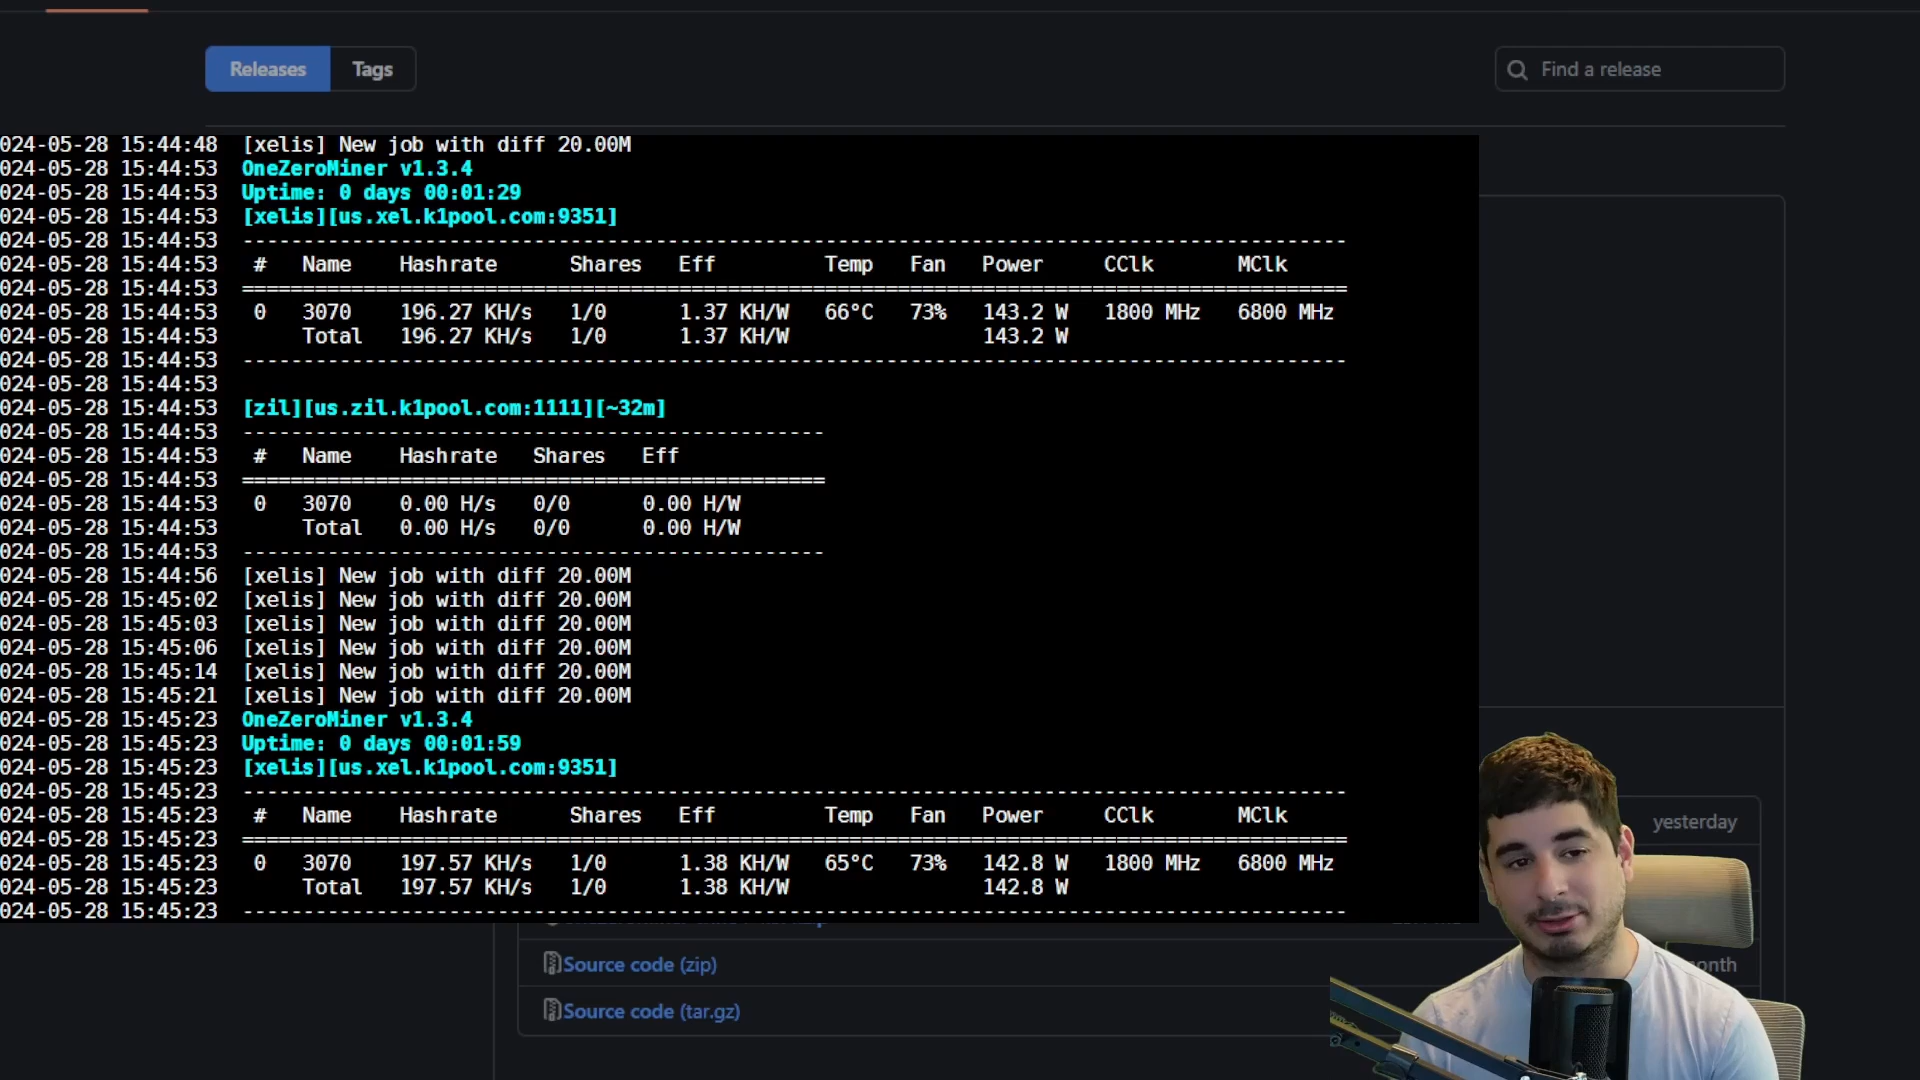 Releases Tags Find a release
024-05-28 15:44:48 [xelis] New job with diff 20.00M
024-05-28 15:44:53 OneZeroMiner v1.3.4
024-05-28 15:44:53 Uptime: 0 days 00:01:29
024-05-28 15:44:53 [xelis][us.xel.k1pool.com:9351]
024-05-28 15:44:53 -------------------------------------------------------------------------------------------
024-05-28 15:44:53 # Name Hashrate Shares Eff Temp Fan Power CClk MClk
024-05-28 15:44:53 ===========================================================================================
024-05-28 15:44:53 0 3070 196.27 KH/s 1/0 1.37 KH/W 66°C 73% 143.2 W 1800 MHz 6800 MHz
024-05-28 15:44:53 Total 196.27 KH/s 1/0 1.37 KH/W 143.2 W
024-05-28 15:44:53 -------------------------------------------------------------------------------------------
024-05-28 15:44:53
024-05-28 15:44:53 [zil][us.zil.k1pool.com:1111][~32m]
024-05-28 15:44:53 ------------------------------------------------
024-05-28 15:44:53 # Name Hashrate Shares Eff
024-05-28 15:44:53 ================================================
024-05-28 15:44:53 0 3070 0.00 H/s 0/0 0.00 H/W
024-05-28 15:44:53 Total 0.00 H/s 0/0 0.00 H/W
024-05-28 15:44:53 ------------------------------------------------
024-05-28 15:44:56 [xelis] New job with diff 20.00M
024-05-28 15:45:02 [xelis] New job with diff 20.00M
024-05-28 15:45:03 [xelis] New job with diff 20.00M
024-05-28 15:45:06 [xelis] New job with diff 20.00M
024-05-28 15:45:14 [xelis] New job with diff 20.00M
024-05-28 15:45:21 [xelis] New job with diff 20.00M
024-05-28 15:45:23 OneZeroMiner v1.3.4
024-05-28 15:45:23 Uptime: 0 days 00:01:59
024-05-28 15:45:23 [xelis][us.xel.k1pool.com:9351]
024-05-28 15:45:23 -------------------------------------------------------------------------------------------
024-05-28 15:45:23 # Name Hashrate Shares Eff Temp Fan Power CClk MClk
024-05-28 15:45:23 ===========================================================================================
024-05-28 15:45:23 0 3070 197.57 KH/s 1/0 1.38 KH/W 65°C 73% 142.8 W 1800 MHz 6800 MHz
024-05-28 15:45:23 Total 197.57 KH/s 1/0 1.38 KH/W 142.8 W
024-05-28 15:45:23 -------------------------------------------------------------------------------------------
yesterday
Source code (zip) onth
Source code (tar.gz)